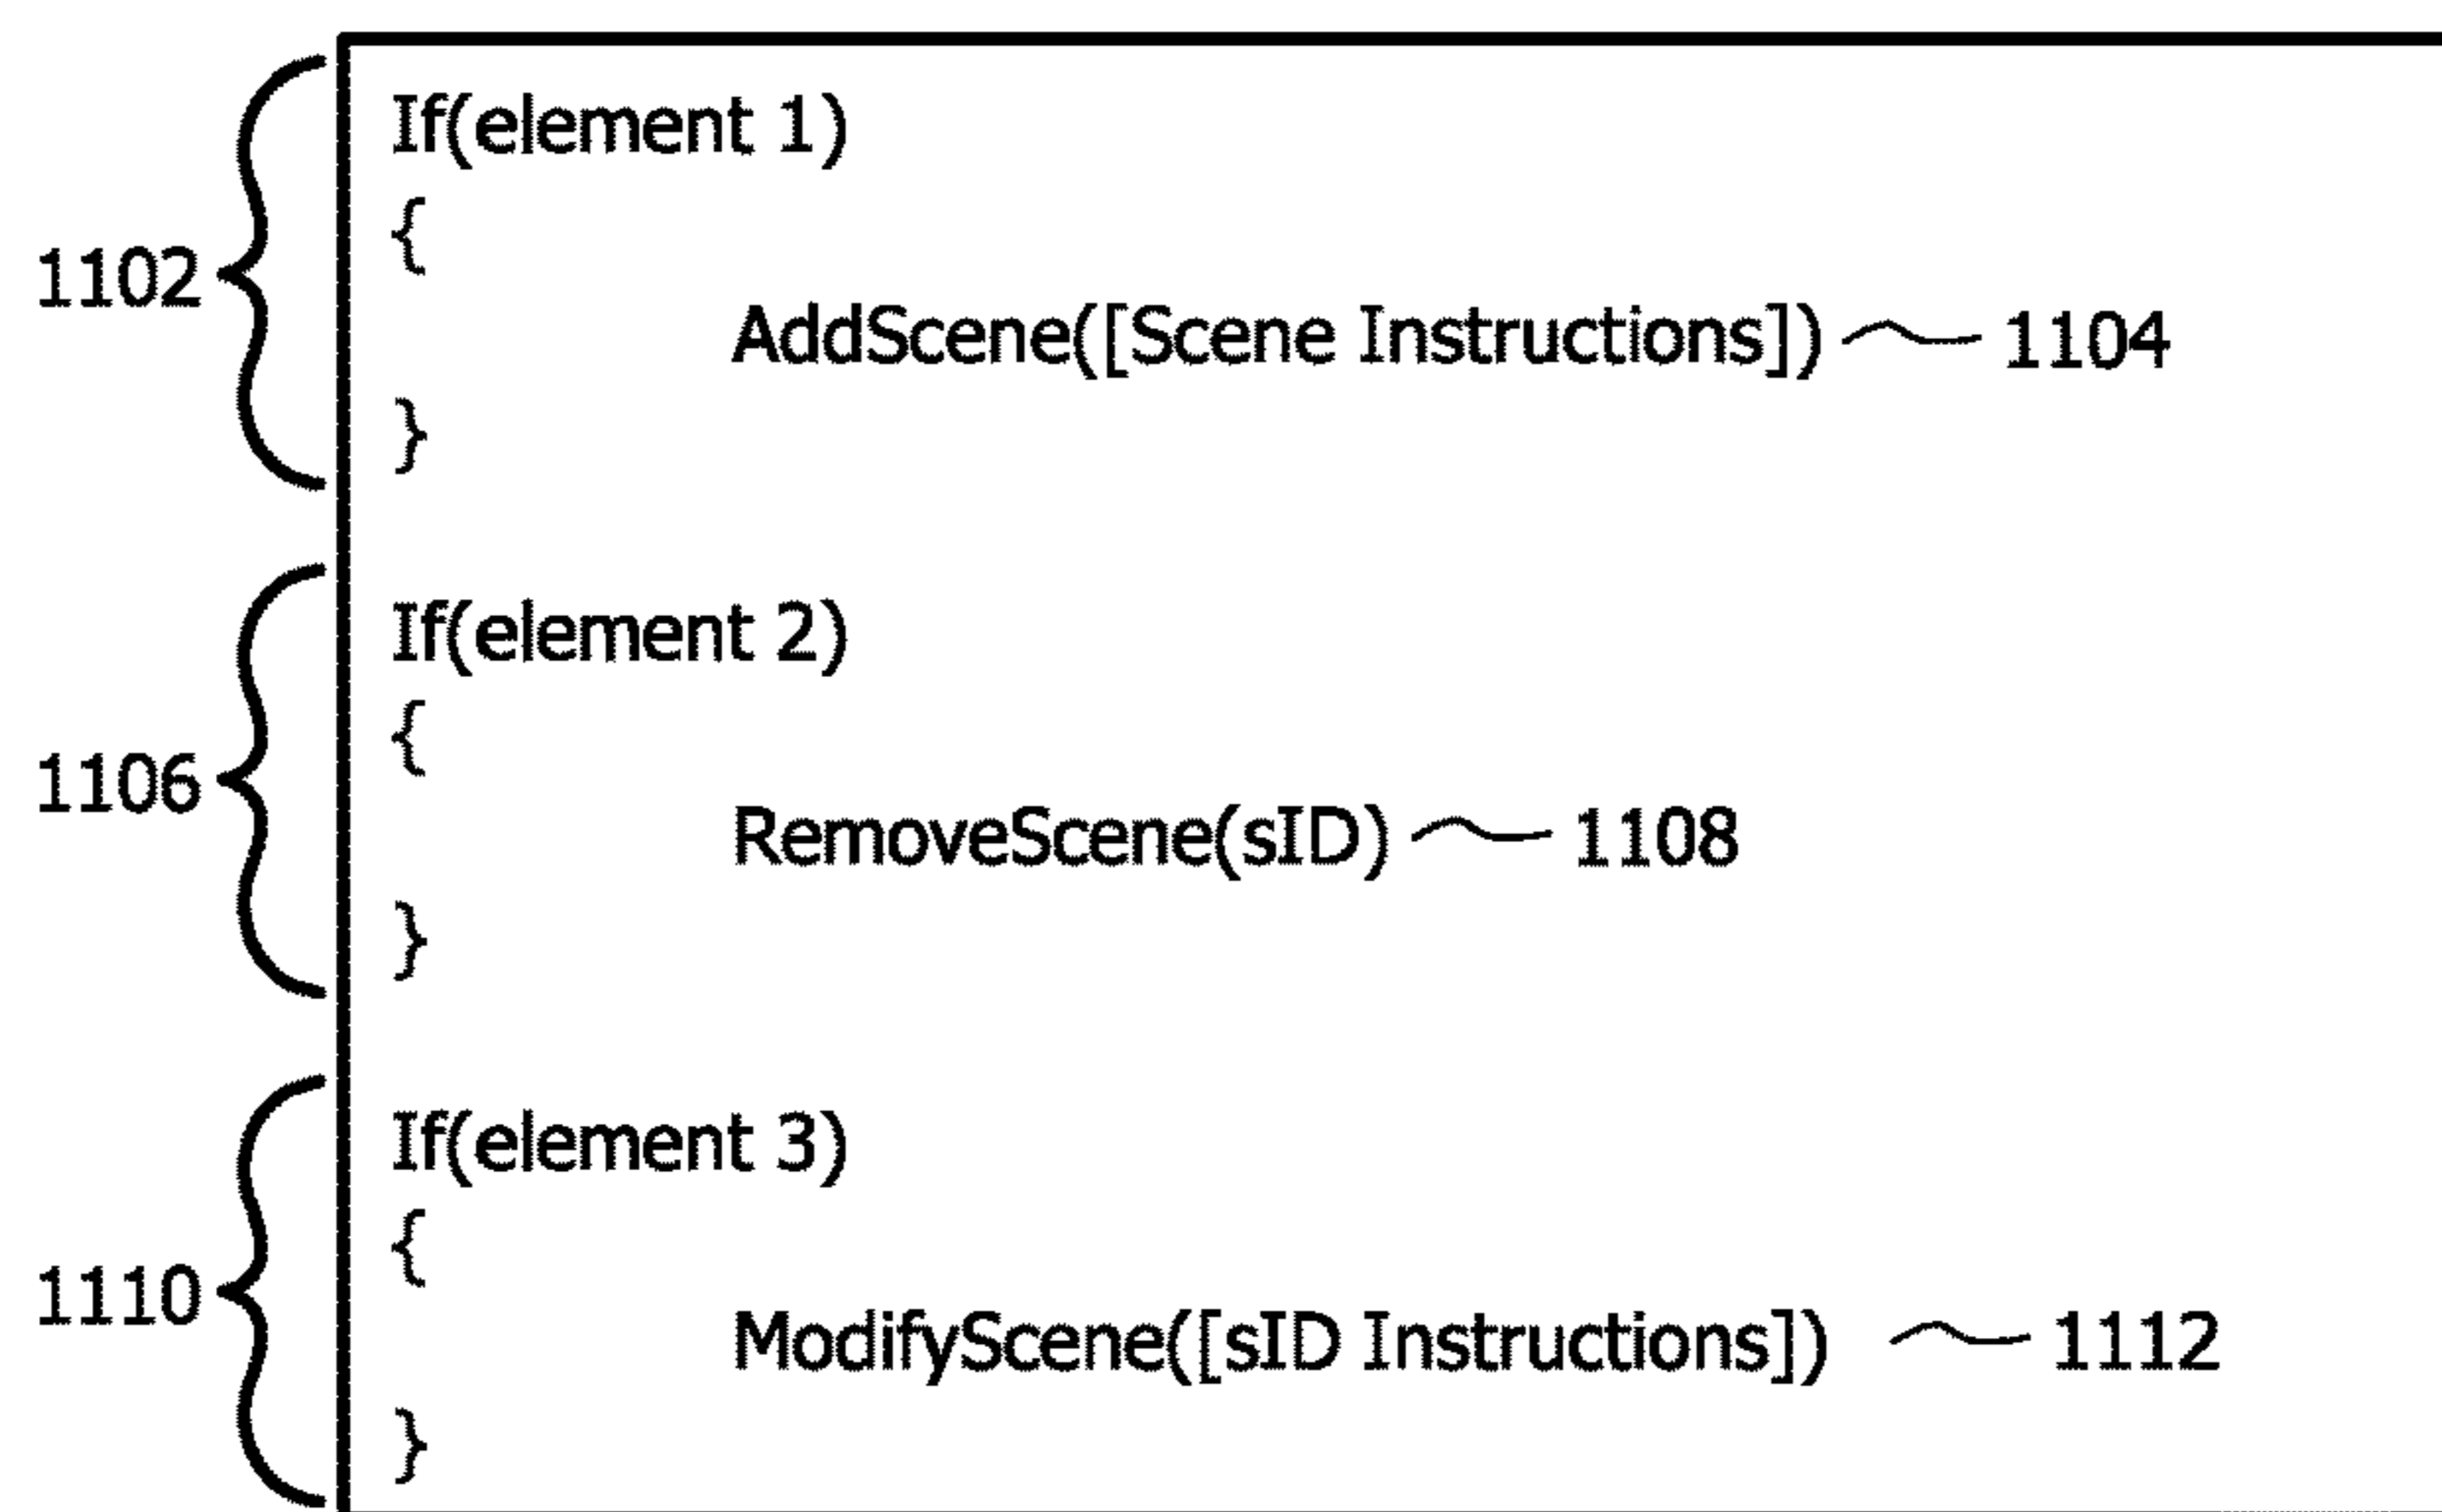 If(element 1)
{
1102
AddScene([Scene Instructions]) 1104
}
If(element 2)
{
1106
RemoveScene(sID) 1108
}
If(element 3)
{
1110
ModifyScene([sID Instructions]) 1112
}